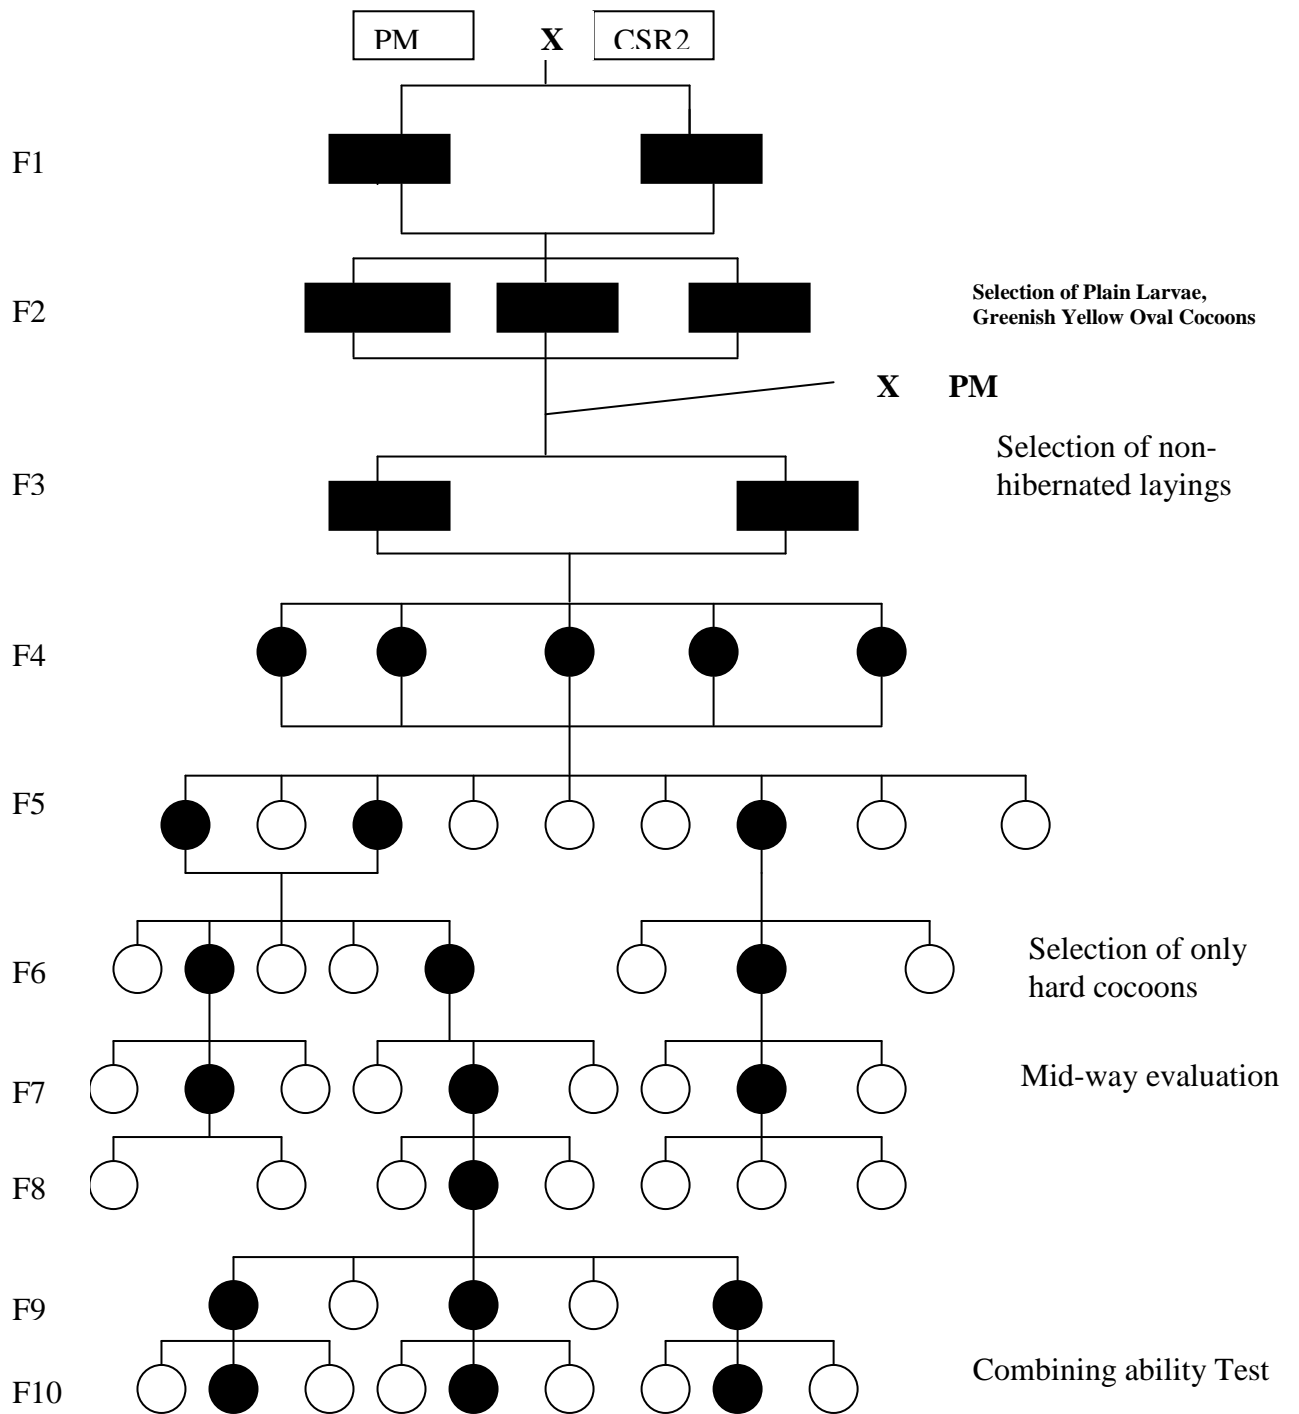 PM X CSR2
F1
F2
Selection of Plain Larvae,
Greenish Yellow Oval Cocoons
X PM
F3
Selection of non-
hibernated layings
F4
F5
F6
Selection of only
hard cocoons
F7
Mid-way evaluation
F8
F9
F10
Combining ability Test